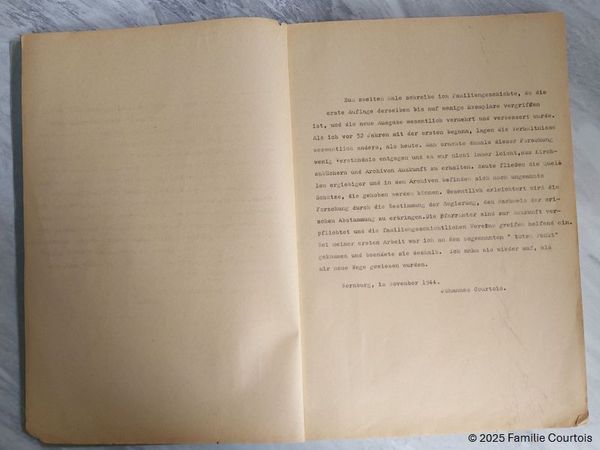 Zum zweiten Male schreibe ich Familiengeschichte, da die
erste Auflage derselben bis auf wenige Exemplare vergriffen
ist, und die neue Ausgabe wesentlich vermehrt und verbessert wurde.
Als ich vor 32 Jahren mit der ersten begann, lagen die Verhältnisse
wesentlich anders, als heute. Man brachte damals dieser Forschung
wenig Verständnis entgegen und es war nicht immer leicht, aus Kirch-
enbüchern und Archiven Auskunft zu erhalten. Heute fließen die Quel-
len ergiebiger und in den Archiven befinden sich noch ungeahnte
Schätze, die gehoben werden können. Wesentlich erleichtert wird die
Forschung durch die Bestimmung der Regierung, den Nachweis der ari-
schen Abstammung zu erbringen. Die Pfarrämter sind zur Auskunft ver-
pflichtet und die familiengeschichtlichen Vereine greifen helfend ein.
Bei meiner ersten Arbeit war ich an den sogenannten " toten Punkt"
gekommen und beendete sie deshalb. Ich nahm sie wieder auf, als
mir neue Wege gewiesen wurden.
Bernburg, im November 1944.
Johannes Courtois.
© 2025 Familie Courtois